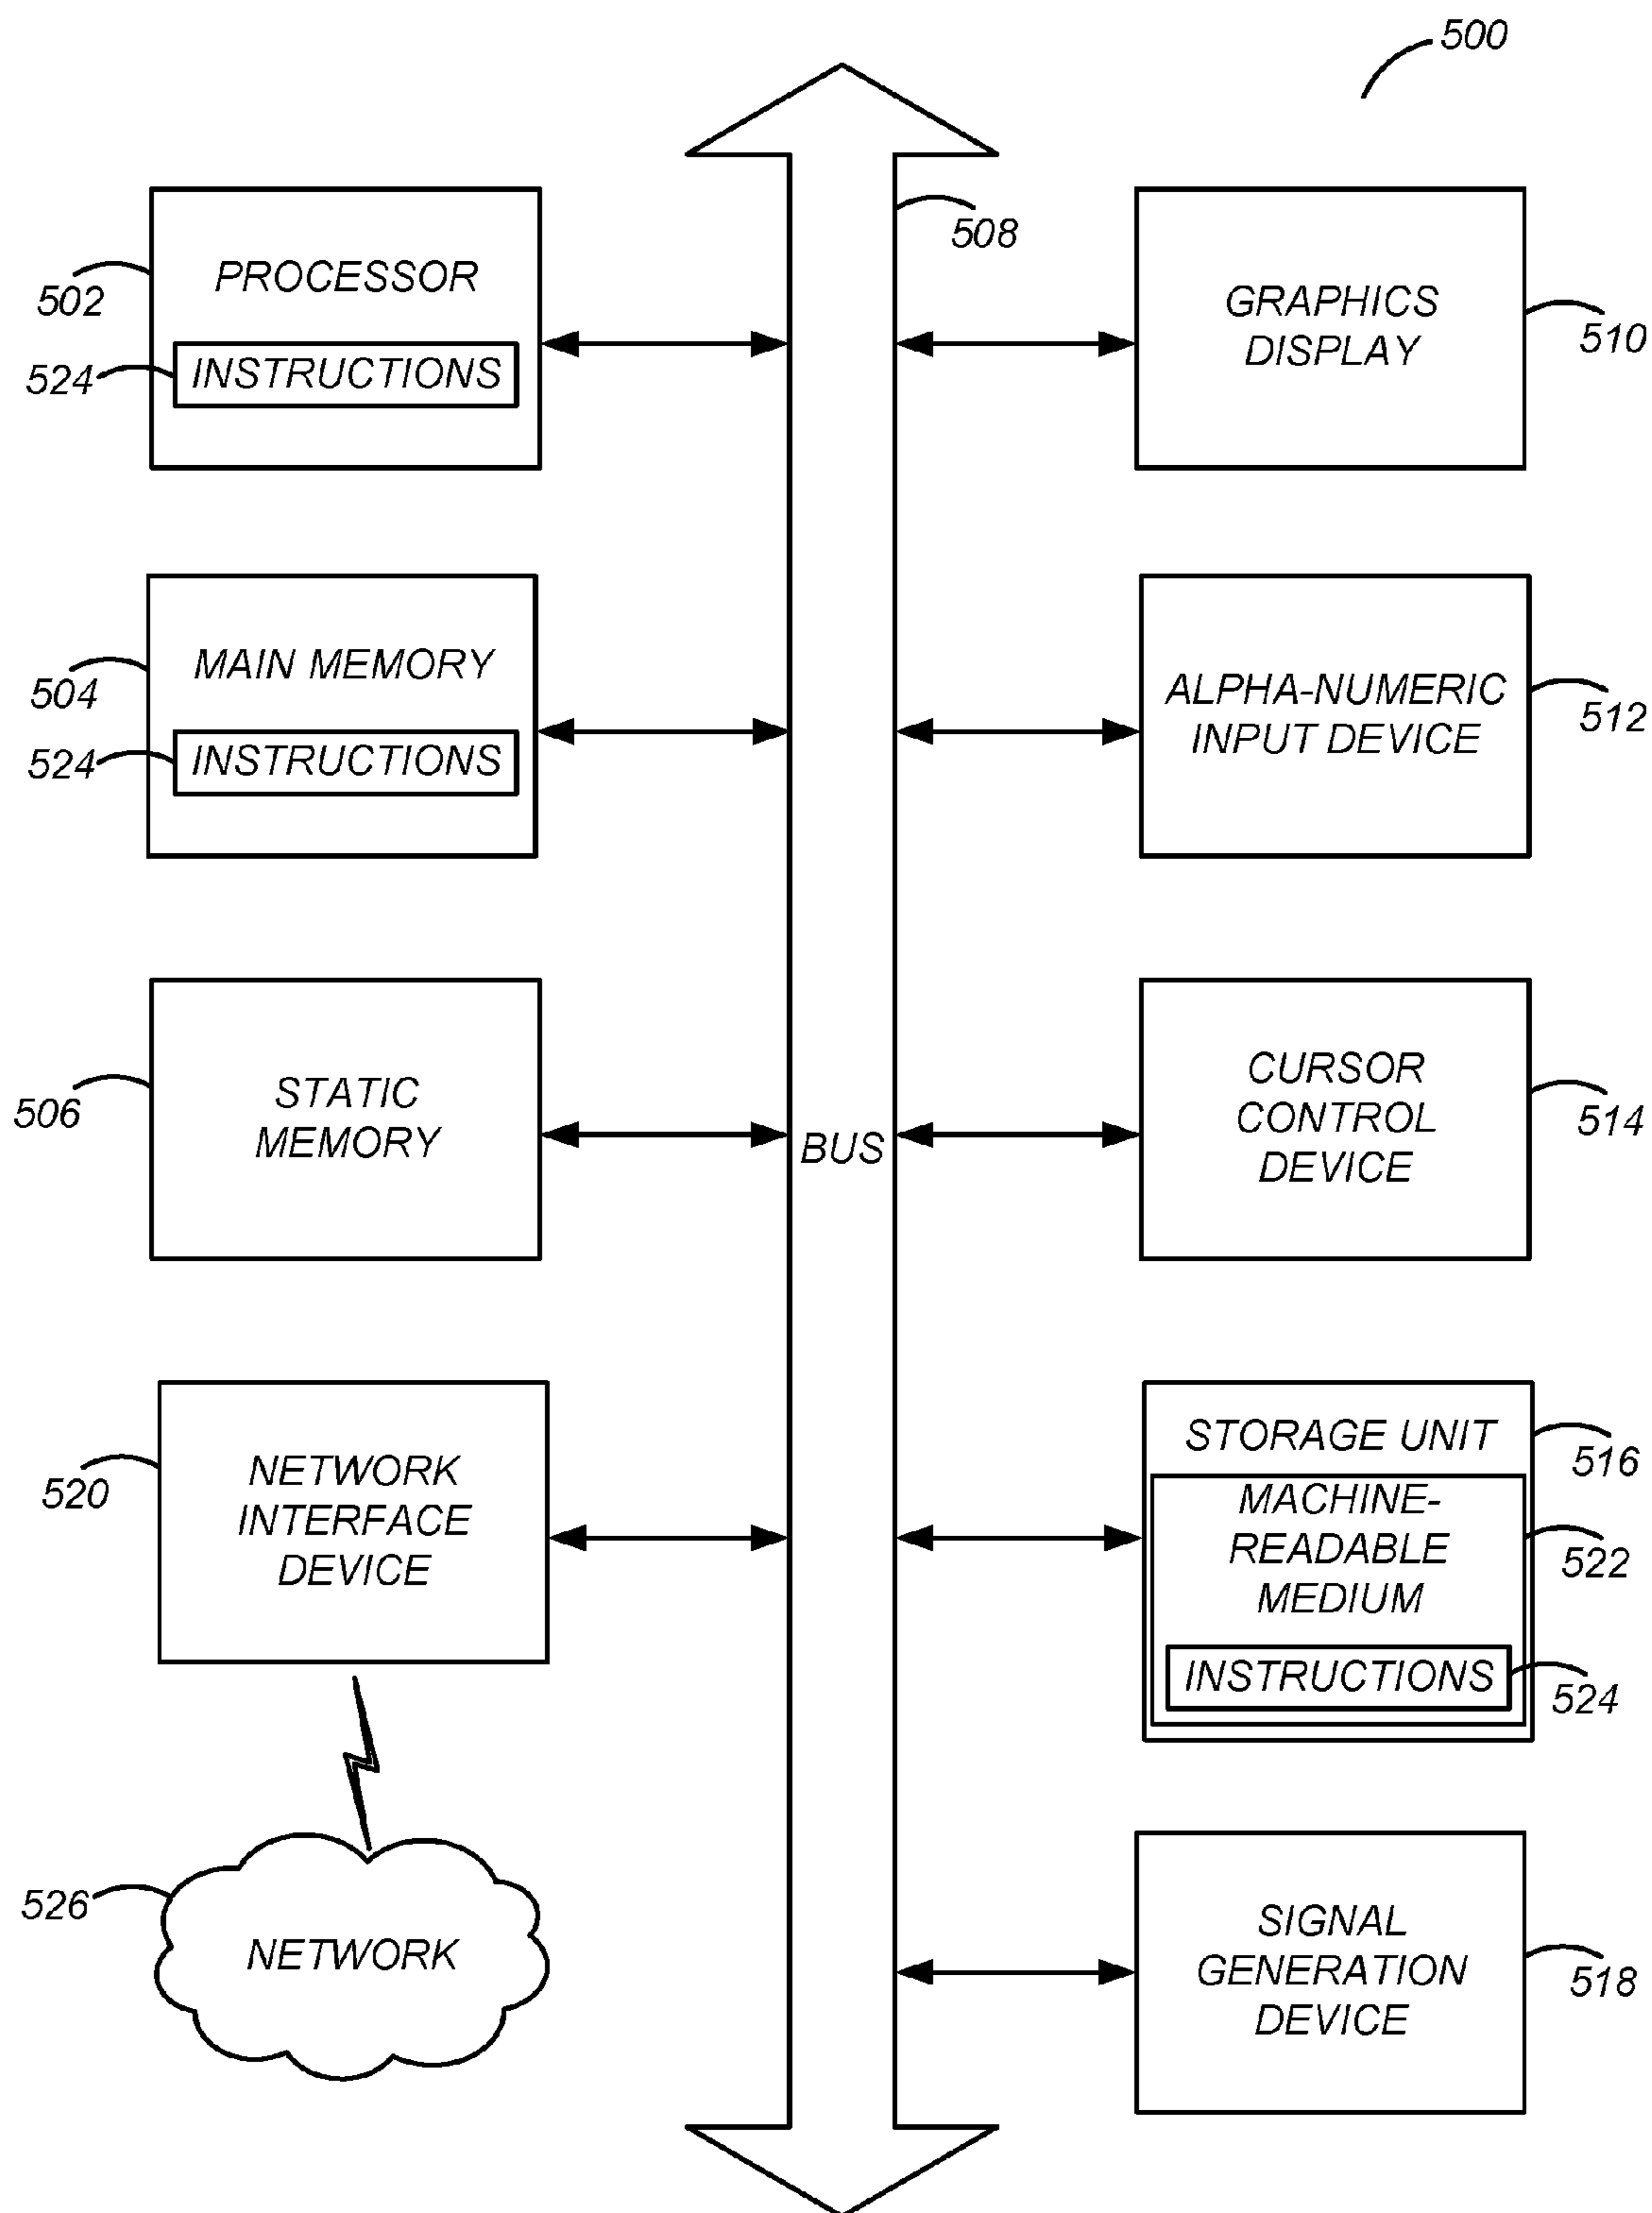 500
508
PROCESSOR
502
INSTRUCTIONS
524
GRAPHICS
DISPLAY
510
MAIN MEMORY
504
INSTRUCTIONS
524
ALPHA-NUMERIC
INPUT DEVICE
512
STATIC
MEMORY
506
BUS
CURSOR
CONTROL
DEVICE
514
NETWORK
INTERFACE
DEVICE
520
STORAGE UNIT
516
MACHINE-
READABLE
MEDIUM
522
INSTRUCTIONS
524
526
NETWORK
SIGNAL
GENERATION
DEVICE
518